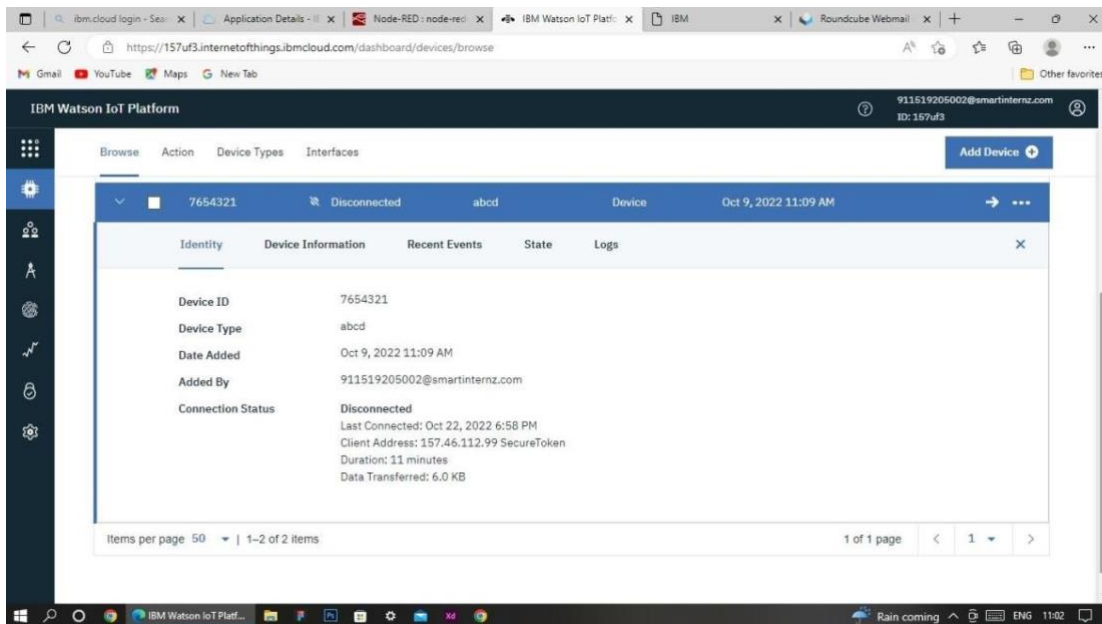 ibm.cloud login - Sear
Application Details - I
Node-RED : node-red
IBM Watson IoT Platfo
IBM
Roundcube Webmail
https://157uf3.internetofthings.ibmcloud.com/dashboard/devices/browse
Gmail YouTube Maps New Tab Other favorites
IBM Watson IoT Platform
911519205002@smartinternz.com
ID: 157uf3
Browse Action Device Types Interfaces Add Device
7654321 Disconnected abcd Device Oct 9, 2022 11:09 AM
Identity Device Information Recent Events State Logs
Device ID 7654321
Device Type abcd
Date Added Oct 9, 2022 11:09 AM
Added By 911519205002@smartinternz.com
Connection Status Disconnected
Last Connected: Oct 22, 2022 6:58 PM
Client Address: 157.46.112.99 SecureToken
Duration: 11 minutes
Data Transferred: 6.0 KB
Items per page 50 | 1–2 of 2 items 1 of 1 page < 1 >
IBM Watson IoT Platf... Ps Xd Rain coming ENG 11:02